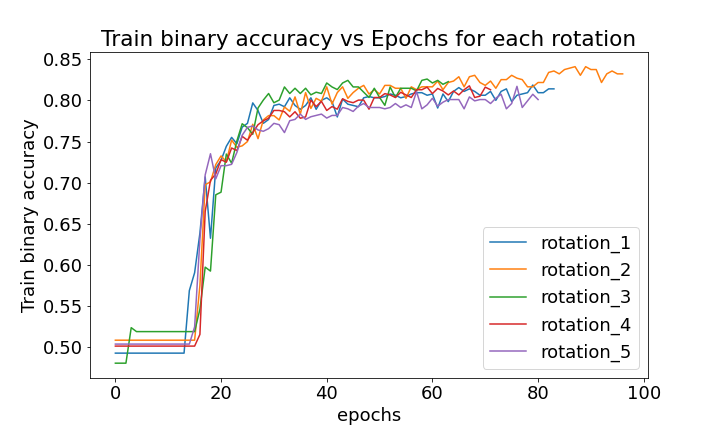 Train binary accuracy vs Epochs for each rotation
Train binary accuracy
0.85
0.80
0.75
0.70
0.65
0.60
0.55
0.50
rotation_1
rotation_2
rotation_3
rotation_4
rotation_5
0 20 40 60 80 100
epochs